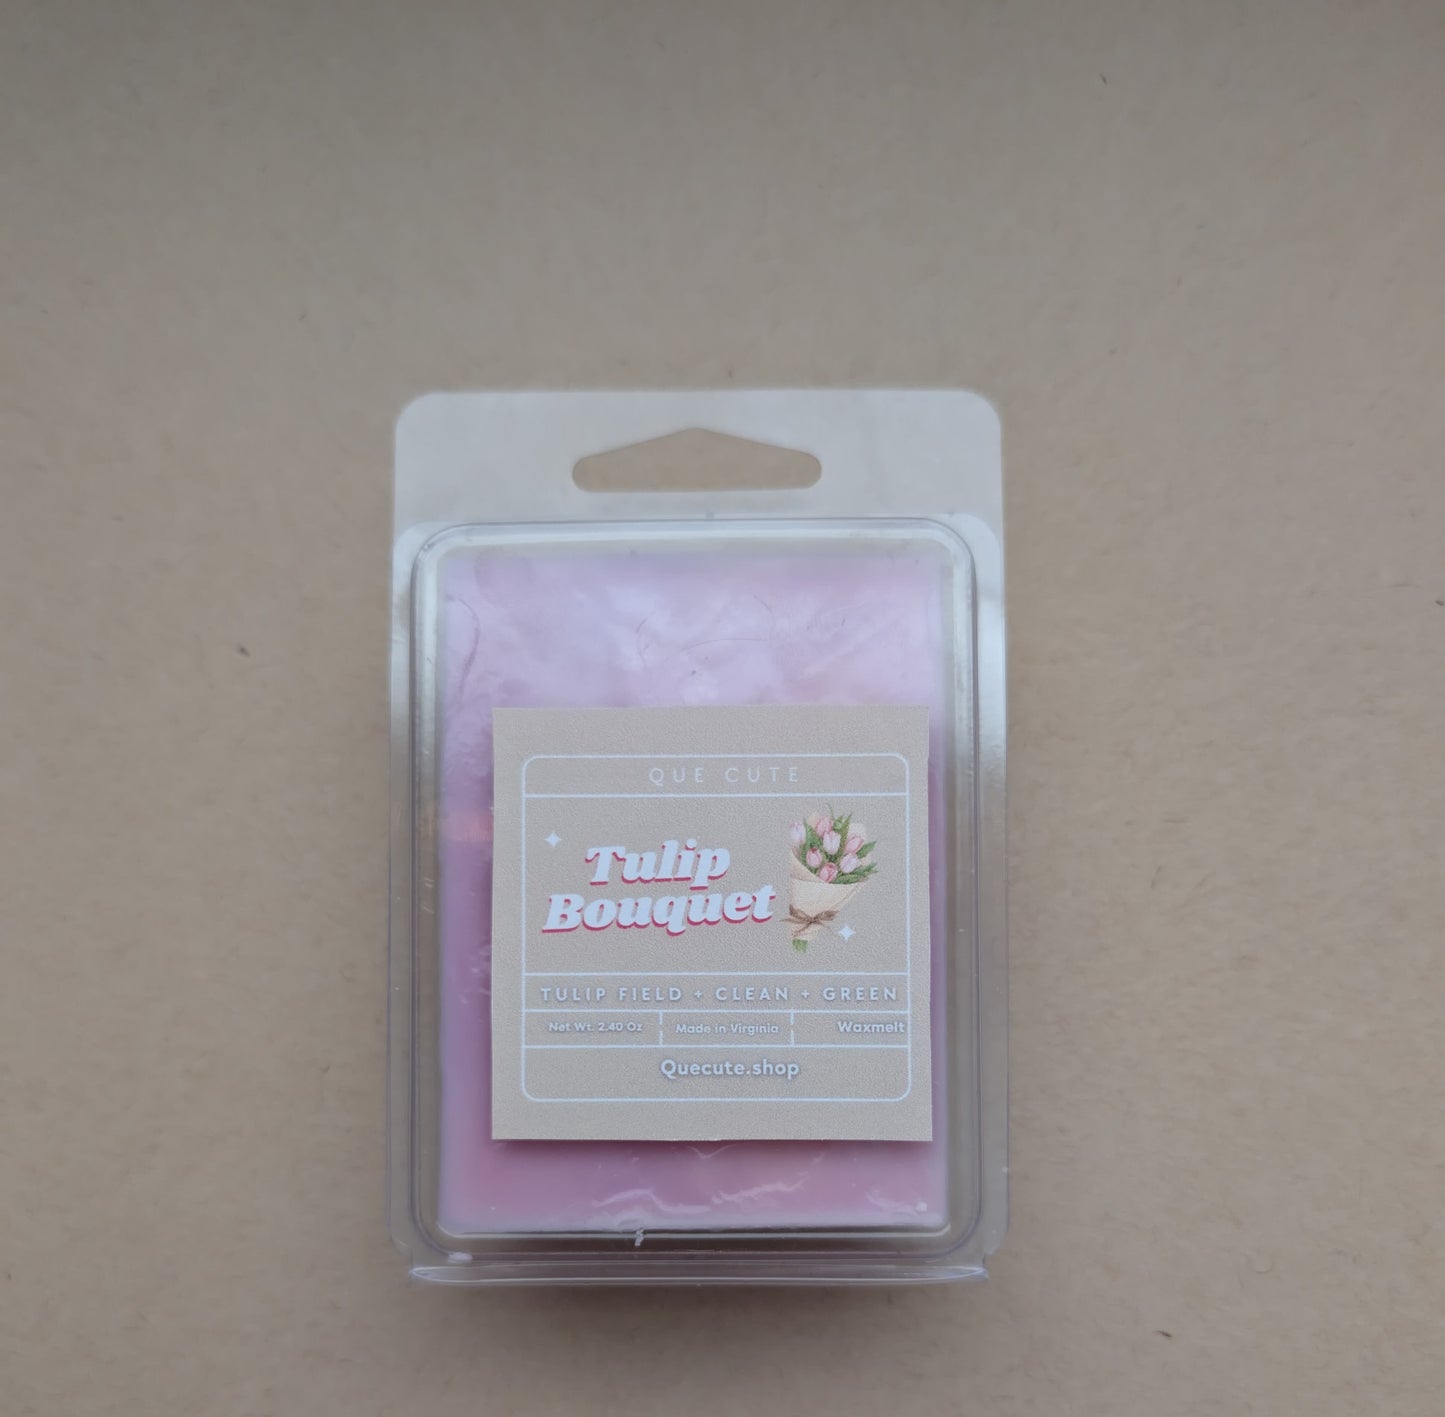 QUE CUTE
Tulip
Bouquet
TULIP FIELD + CLEAN + GREEN
Net Wt. 2.40 Oz
Made in Virginia
Waxmelt
Quecute.shop